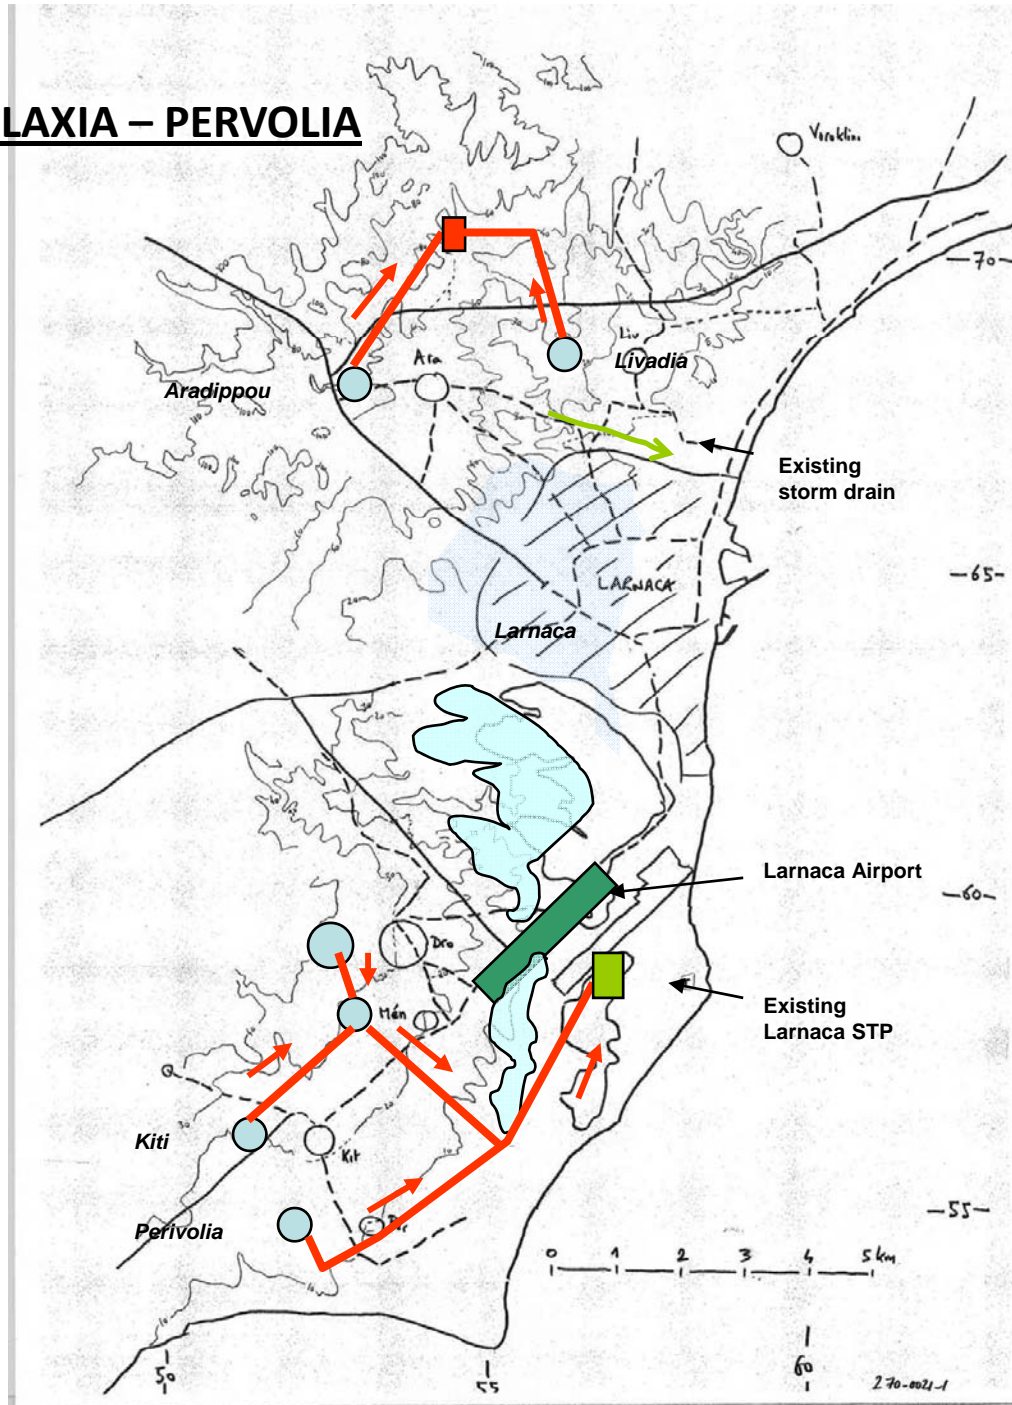 LAXIA – PERVOLIA
Voroklini
70
Liv
Livadia
Ara
Aradippou
Existing
storm drain
65
LARNACA
Larnaca
Larnaca Airport
60
Dro
Mén
Existing
Larnaca STP
Kiti
Kit
Perivolia
Per
55
0 1 2 3 4 5 km
50
55
60
270-0021-1